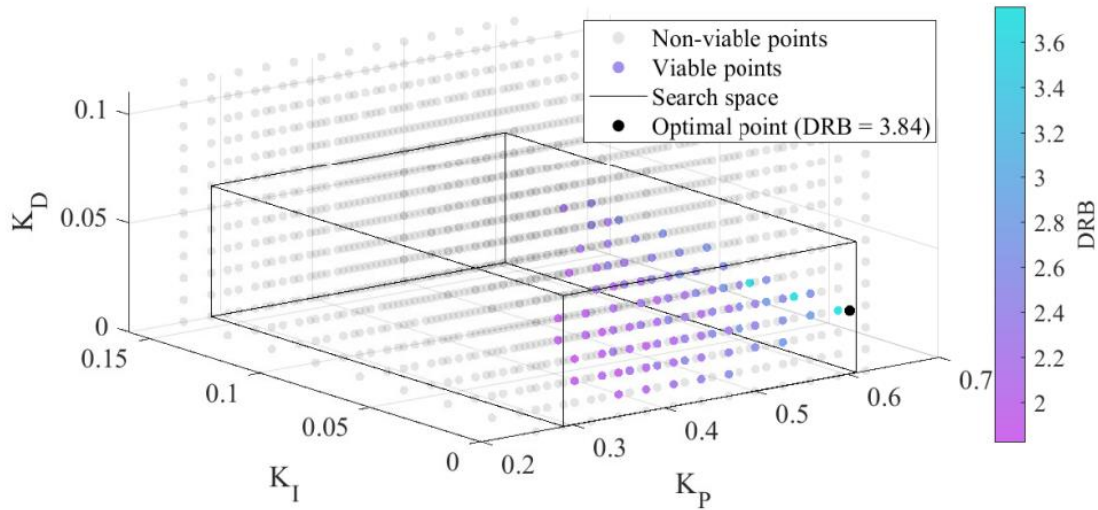 Non-viable points
Viable points
Search space
Optimal point (DRB = 3.84)
0.1
0.05
0
K_D
0.15
0.1
0.05
0
K_I
0.2
0.3
0.4
0.5
0.6
0.7
K_P
3.6
3.4
3.2
3
2.8
2.6
2.4
2.2
2
DRB